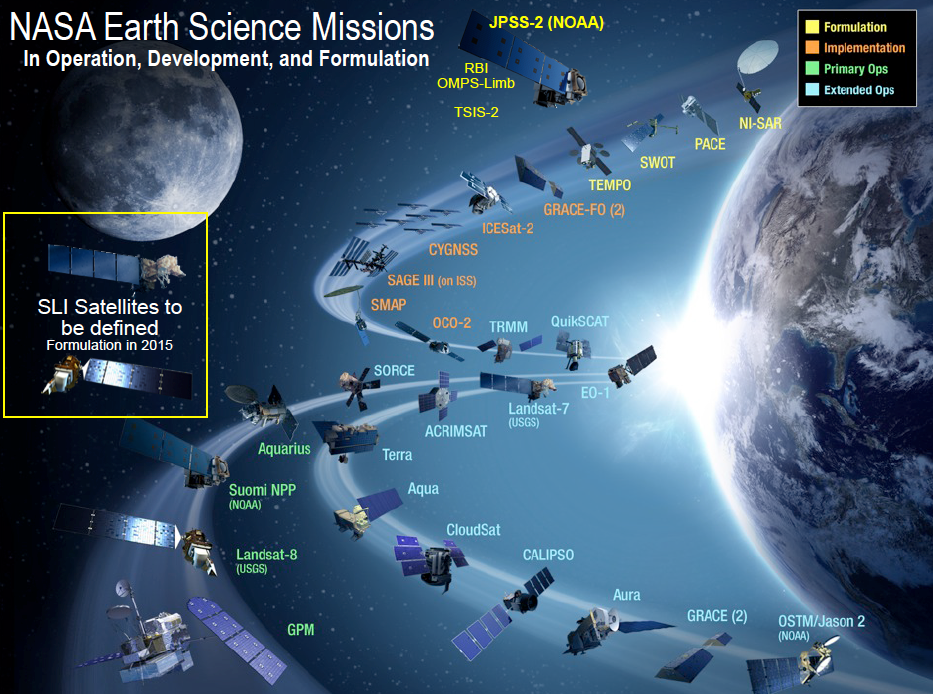 NASA Earth Science Missions
In Operation, Development, and Formulation
JPSS-2 (NOAA)
RBI
OMPS-Limb
TSIS-2
Formulation
Implementation
Primary Ops
Extended Ops
NI-SAR
PACE
SWOT
TEMPO
GRACE-FO (2)
ICESat-2
CYGNSS
SAGE III (on ISS)
SMAP
OCO-2
TRMM
QuikSCAT
EO-1
Landsat-7
(USGS)
ACRIMSAT
SORCE
SLI Satellites to
be defined
Formulation in 2015
Aquarius
Terra
Suomi NPP
(NOAA)
Aqua
Landsat-8
(USGS)
CloudSat
CALIPSO
Aura
GPM
GRACE (2)
OSTM/Jason 2
(NOAA)